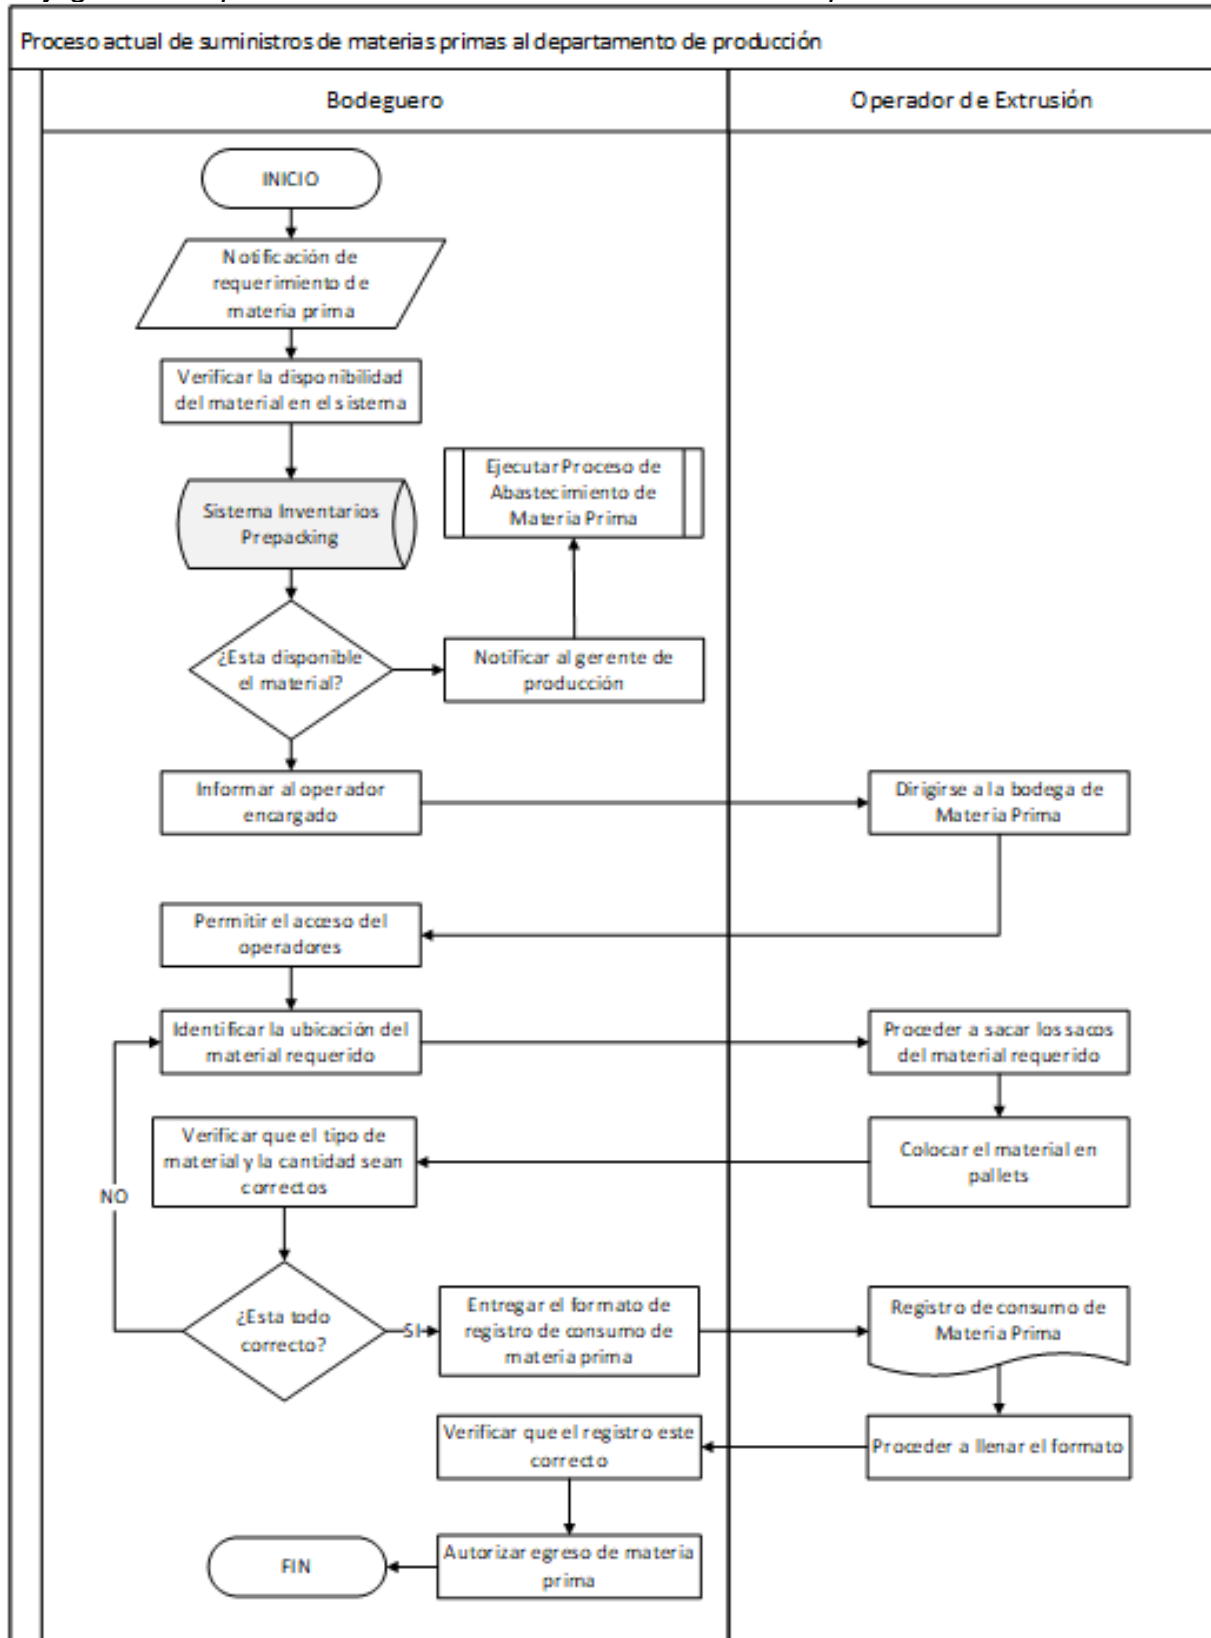 Proceso actual de suministros de materias primas al departamento de producción
Bodeguero
Operador de Extrusión
INICIO
Notificación de
requerimiento de
materia prima
Verificar la disponibilidad
del material en el sistema
Sistema Inventarios
Prepacking
Ejecutar Proceso de
Abastecimiento de
Materia Prima
¿Esta disponible
el material?
Notificar al gerente de
producción
Informar al operador
encargado
Dirigirse a la bodega de
Materia Prima
Permitir el acceso del
operadores
Identificar la ubicación del
material requerido
Proceder a sacar los sacos
del material requerido
Verificar que el tipo de
material y la cantidad sean
correctos
Colocar el material en
pallets
NO
¿Esta todo
correcto?
SI
Entregar el formato de
registro de consumo de
materia prima
Registro de consumo de
Materia Prima
Verificar que el registro este
correcto
Proceder a llenar el formato
Autorizar egreso de materia
prima
FIN